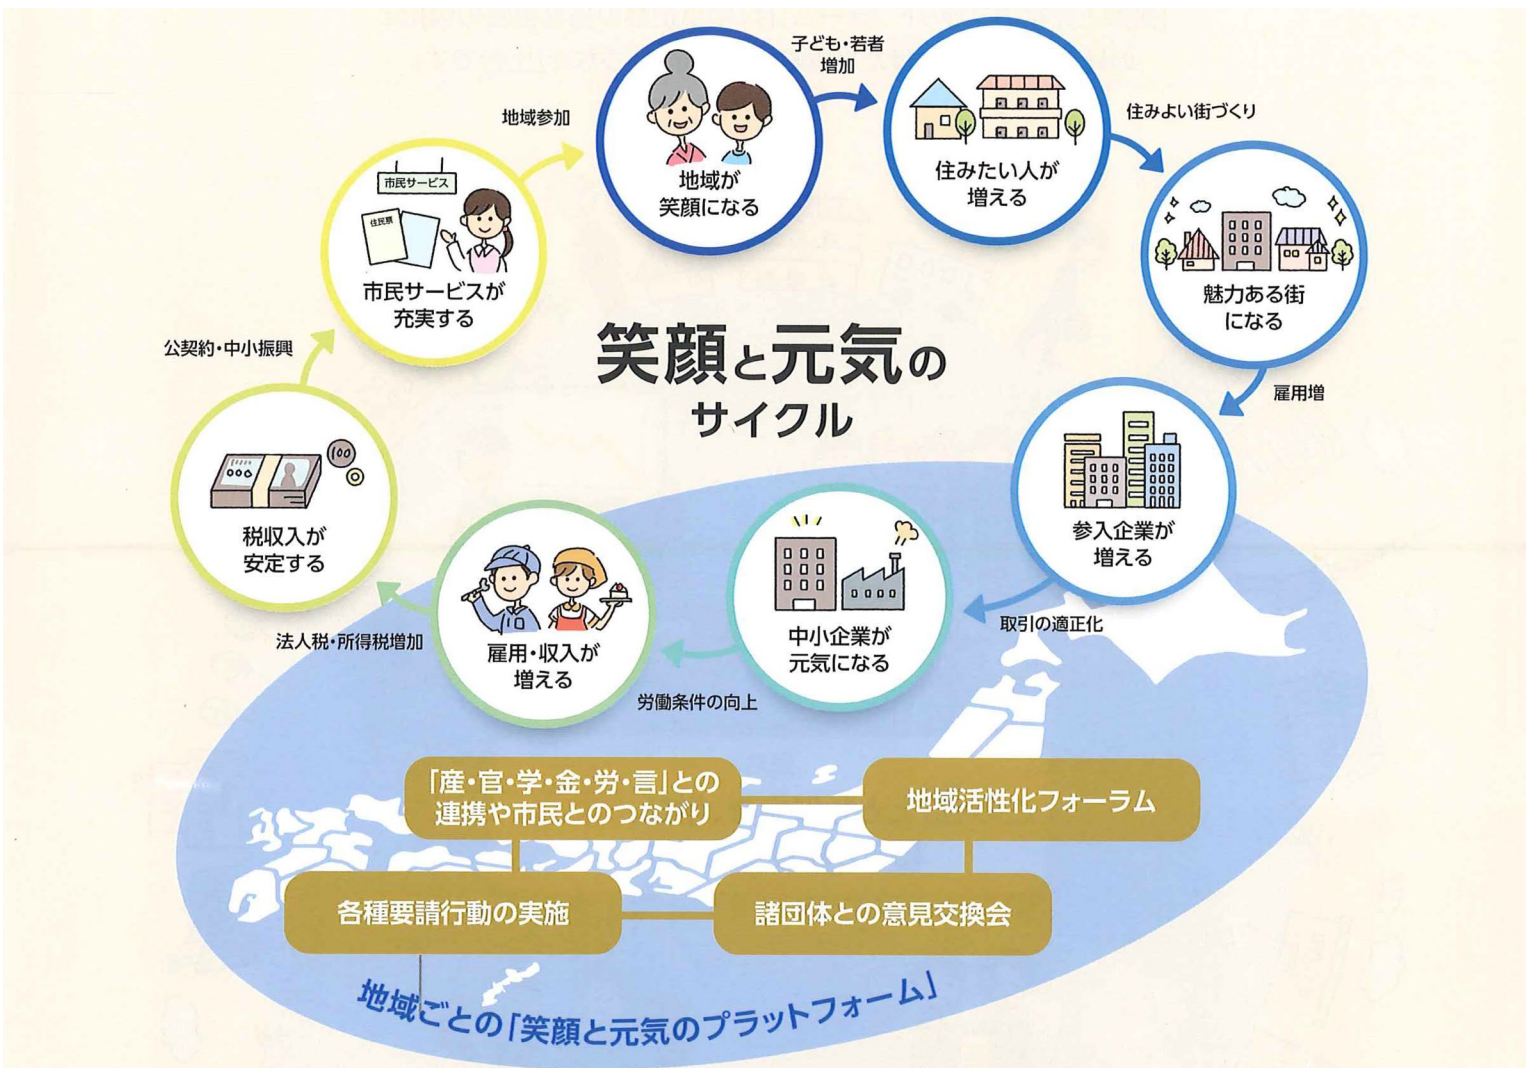 笑顔と元気の
サイクル
地域が
笑顔になる
子ども・若者
増加
住みたい人が
増える
住みよい街づくり
魅力ある街
になる
雇用増
参入企業が
増える
取引の適正化
中小企業が
元気になる
労働条件の向上
雇用・収入が
増える
法人税・所得税増加
税収入が
安定する
100
公契約・中小振興
市民サービス
住民票
市民サービスが
充実する
地域参加
「産・官・学・金・労・言」との
連携や市民とのつながり
地域活性化フォーラム
各種要請行動の実施
諸団体との意見交換会
地域ごとの「笑顔と元気のプラットフォーム」